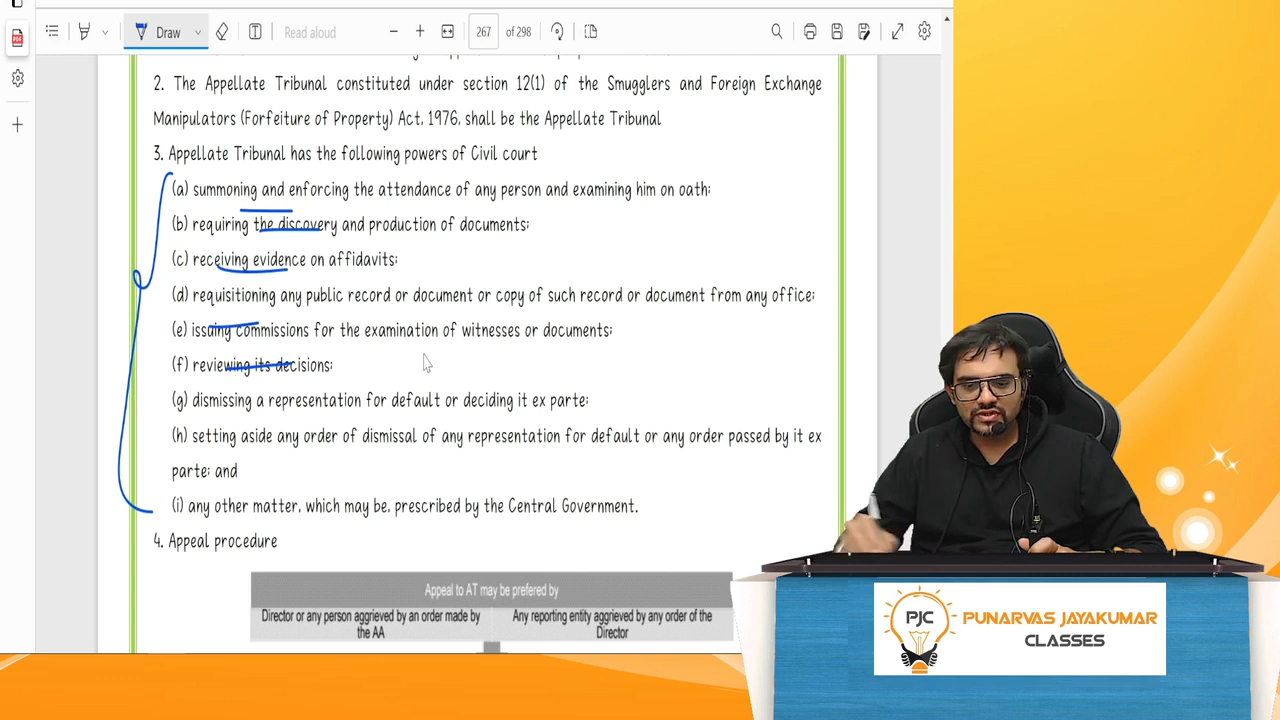 Draw
Read aloud
267
of 298
2. The Appellate Tribunal constituted under section 12(1) of the Smugglers and Foreign Exchange
Manipulators (Forfeiture of Property) Act, 1976, shall be the Appellate Tribunal
3. Appellate Tribunal has the following powers of Civil court
(a) summoning and enforcing the attendance of any person and examining him on oath;
(b) requiring the discovery and production of documents;
(c) receiving evidence on affidavits;
(d) requisitioning any public record or document or copy of such record or document from any office;
(e) issuing commissions for the examination of witnesses or documents;
(f) reviewing its decisions;
(g) dismissing a representation for default or deciding it ex parte;
(h) setting aside any order of dismissal of any representation for default or any order passed by it ex
parte; and
(i) any other matter, which may be, prescribed by the Central Government.
4. Appeal procedure
Appeal to AT may be preferred by
Director or any person aggrieved by an order made by
the AA
Any reporting entity aggrieved by any order of the
Director
PJC
PUNARVAS JAYAKUMAR
CLASSES